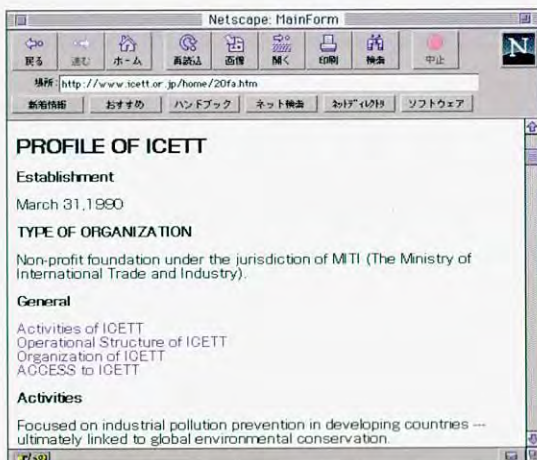 Netscape: MainForm
戻る 進む ホーム 再読込 画像 開く 印刷 検索 中止
N
場所: http://www.icett.or.jp/home/20fa.htm
新着情報 おすすめ ハンドブック ネット検索 ネットディレクトリ ソフトウェア
PROFILE OF ICETT
Establishment
March 31,1990
TYPE OF ORGANIZATION
Non-profit foundation under the jurisdiction of MITI (The Ministry of
International Trade and Industry).
General
Activities of ICETT
Operational Structure of ICETT
Organization of ICETT
ACCESS to ICETT
Activities
Focused on industrial pollution prevention in developing countries ---
ultimately linked to global environmental conservation.